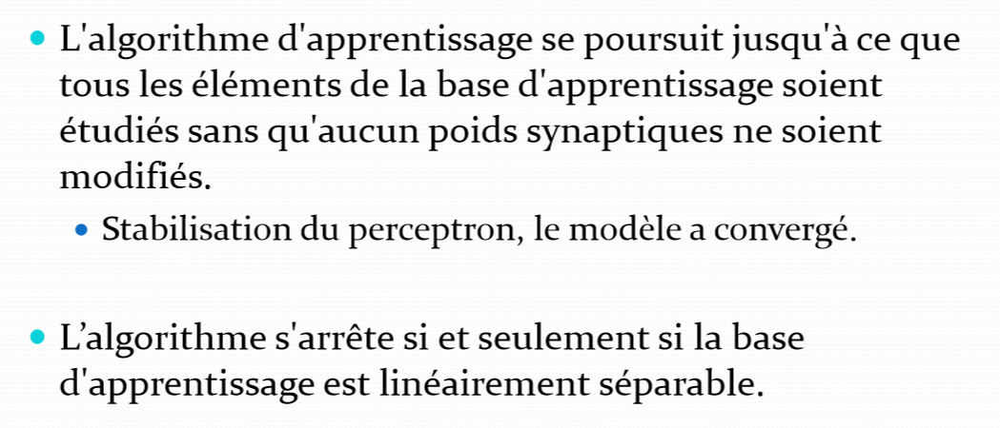 L'algorithme d'apprentissage se poursuit jusqu'à ce que
tous les éléments de la base d'apprentissage soient
étudiés sans qu'aucun poids synaptiques ne soient
modifiés.
Stabilisation du perceptron, le modèle a convergé.
L’algorithme s'arrête si et seulement si la base
d'apprentissage est linéairement séparable.